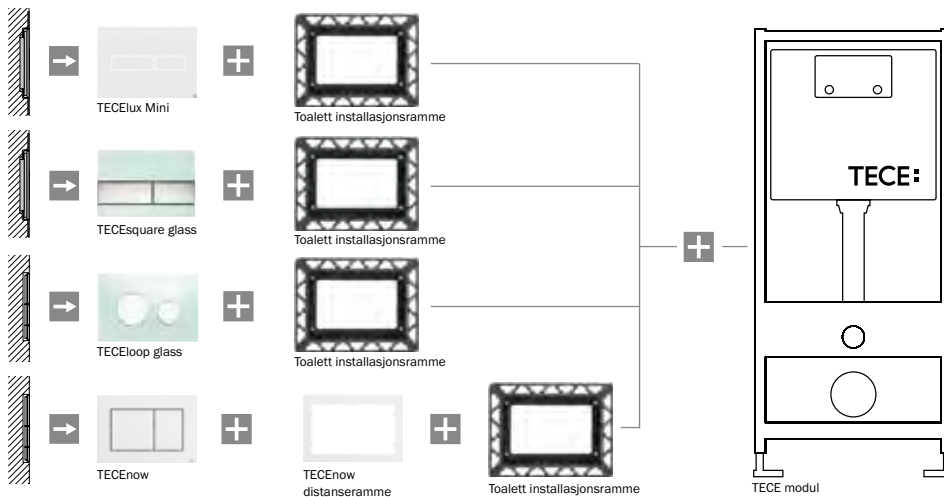 TECElux Mini
Toalett installasjonsramme
TECEsquare glass
Toalett installasjonsramme
TECEloop glass
Toalett installasjonsramme
TECEnow
TECEnow
distanseramme
Toalett installasjonsramme
TECE:
TECE modul